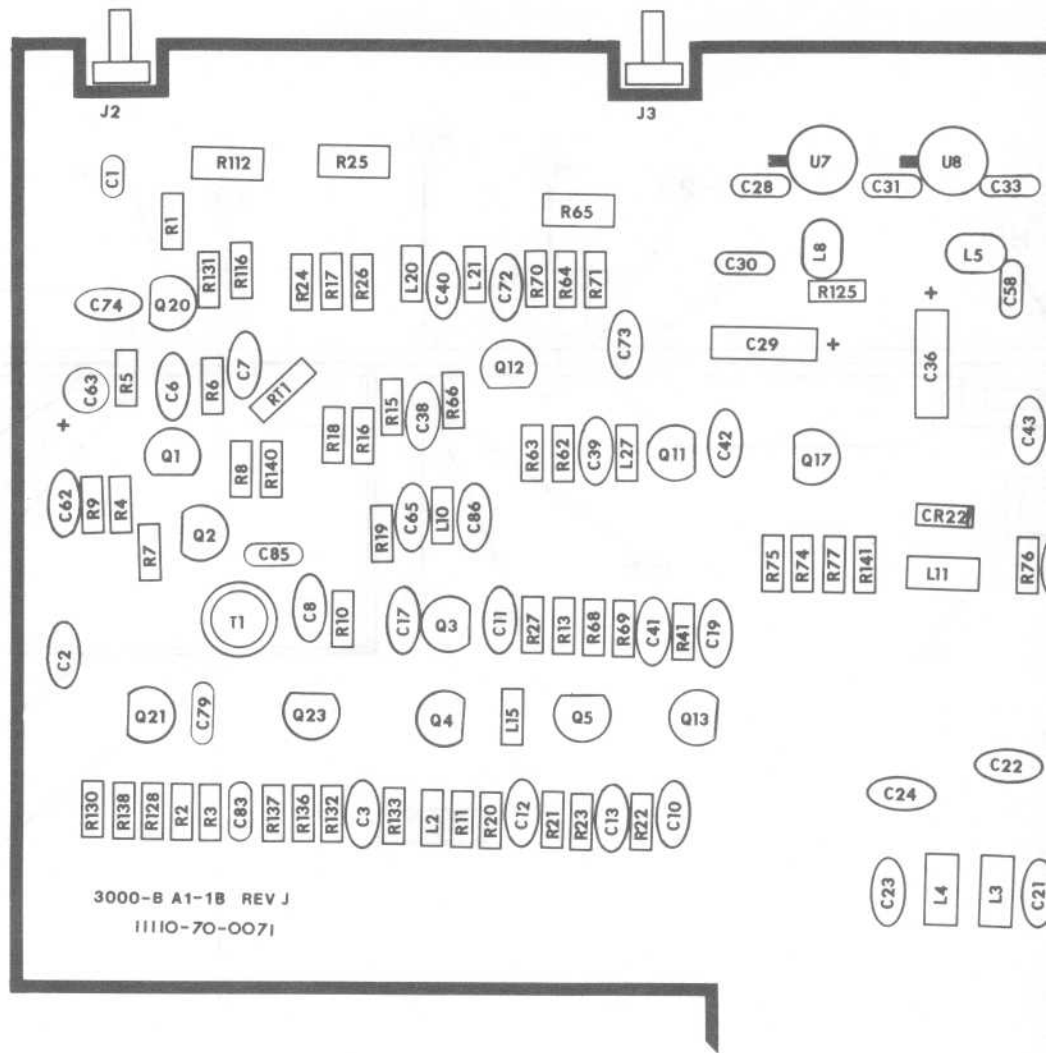 J2
J3
C1
R112
R25
U7
U8
C28
C31
C33
R1
R65
R131
R116
R24
R17
R26
L20
C40
L21
C72
R70
R64
R71
C30
L8
L5
C58
R125
C74
Q20
+
C63
R5
C6
R6
C7
RT1
Q12
C73
C29
+
C36
+
R15
C38
R66
R18
R16
C43
Q1
R8
R140
R63
R62
C39
L27
Q11
C42
Q17
C62
R9
R4
R7
Q2
C85
R19
C65
L10
C86
CR22
R75
R74
R77
R141
L11
R76
T1
C8
R10
C17
Q3
C11
R27
R13
R68
R69
C41
R41
C19
C2
Q21
C79
Q23
Q4
L15
Q5
Q13
C22
C24
R130
R138
R128
R2
R3
C83
R137
R136
R132
C3
R133
L2
R11
R20
C12
R21
R23
C13
R22
C10
C23
L4
L3
C21
3000-B A1-1B REV J
11110-70-0071